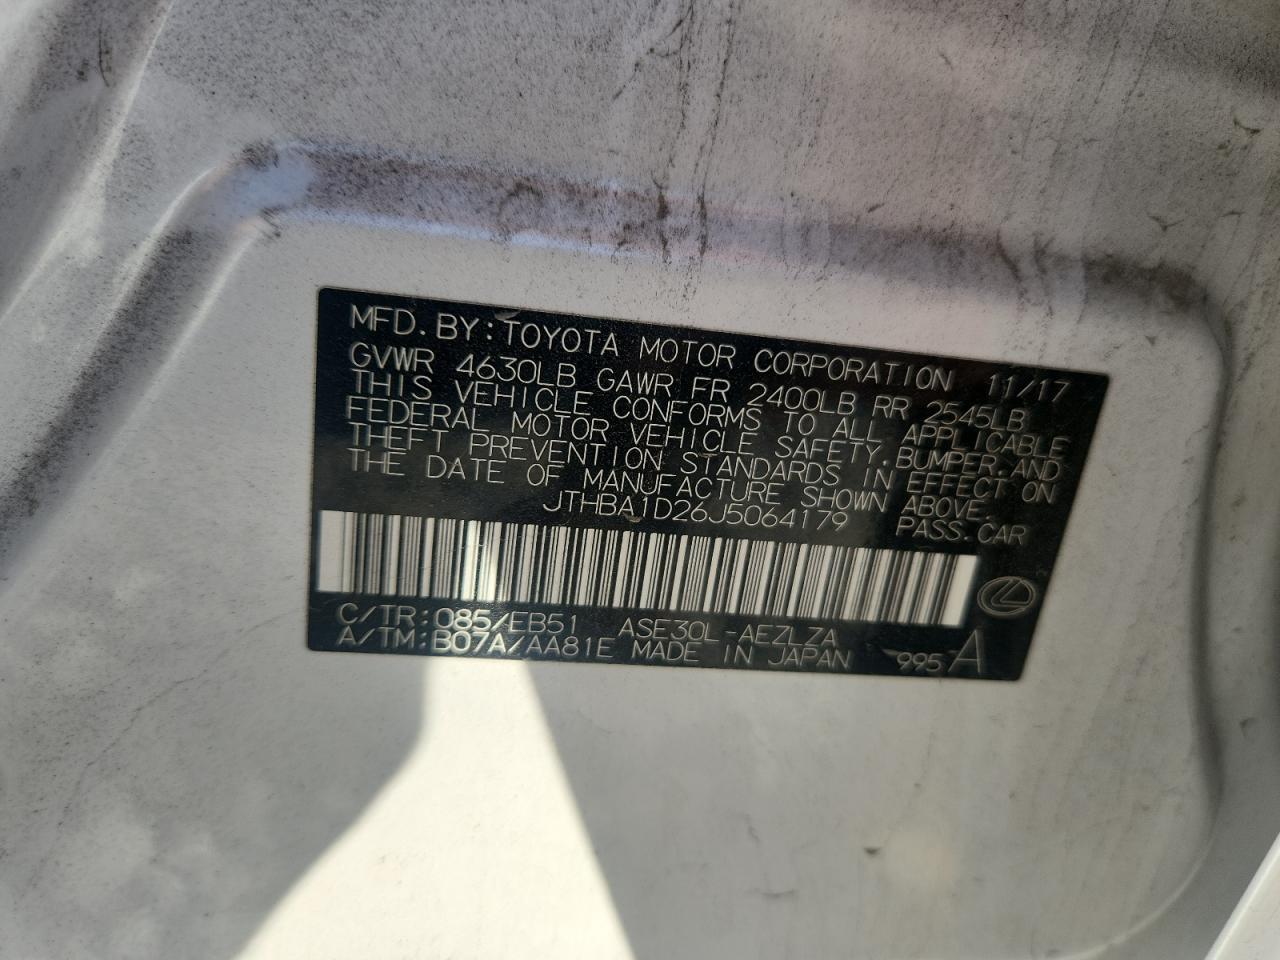 MFD. BY: TOYOTA MOTOR CORPORATION 11/17
GVWR 4630LB GAWR FR 2400LB RR 2545LB
THIS VEHICLE CONFORMS TO ALL APPLICABLE
FEDERAL MOTOR VEHICLE SAFETY, BUMPER, AND
THEFT PREVENTION STANDARDS IN EFFECT ON
THE DATE OF MANUFACTURE SHOWN ABOVE.
JTHBA1D26J5064179 PASS. CAR
C/TR: 085/EB51 ASE30L-AEZLZA
A/TM: B07A/AA81E MADE IN JAPAN 995 A